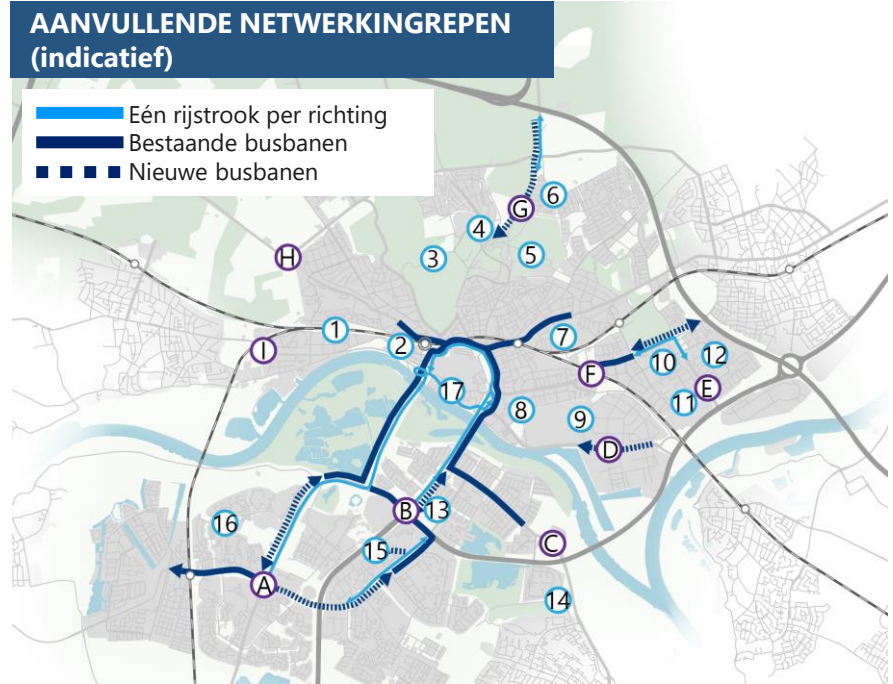 AANVULLENDE NETWERKINGREPEN
(indicatief)
Eén rijstrook per richting
Bestaande busbanen
Nieuwe busbanen
G
6
4
3
5
H
1
I
2
7
F
10
12
E
11
17
8
9
D
B
13
16
15
C
A
14